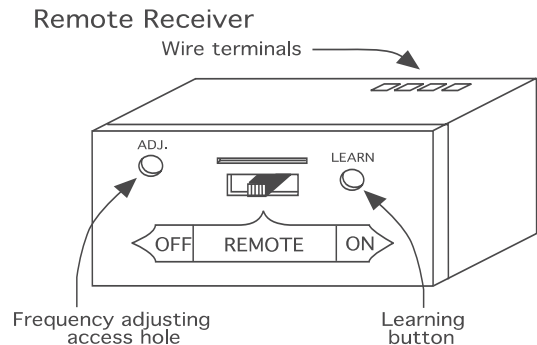 Remote Receiver
Wire terminals
ADJ.
LEARN
OFF REMOTE ON
Frequency adjusting
access hole
Learning
button